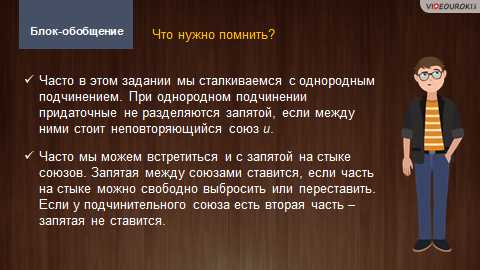 VIDEOUROKI
Блок-обобщение
Что нужно помнить?
✓ Часто в этом задании мы сталкиваемся с однородным
подчинением. При однородном подчинении
придаточные не разделяются запятой, если между
ними стоит неповторяющийся союз и.
✓ Часто мы можем встретиться и с запятой на стыке
союзов. Запятая между союзами ставится, если часть
на стыке можно свободно выбросить или переставить.
Если у подчинительного союза есть вторая часть –
запятая не ставится.